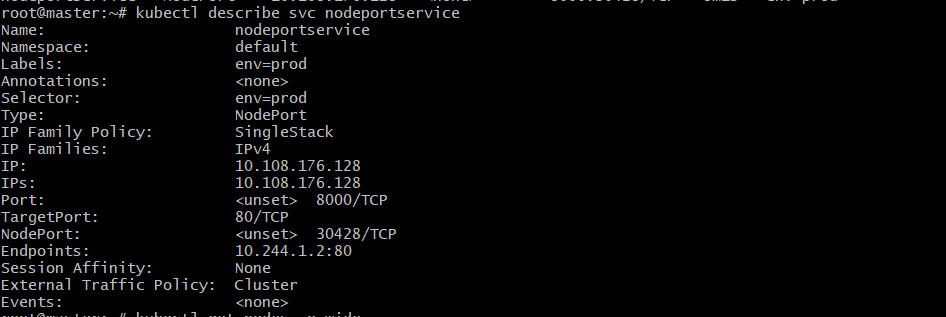 root@master:~# kubectl describe svc nodeportservice
Name:                     nodeportservice
Namespace:                default
Labels:                   env=prod
Annotations:              <none>
Selector:                 env=prod
Type:                     NodePort
IP Family Policy:         SingleStack
IP Families:              IPv4
IP:                       10.108.176.128
IPs:                      10.108.176.128
Port:                     <unset>  8000/TCP
TargetPort:               80/TCP
NodePort:                 <unset>  30428/TCP
Endpoints:                10.244.1.2:80
Session Affinity:         None
External Traffic Policy:  Cluster
Events:                   <none>